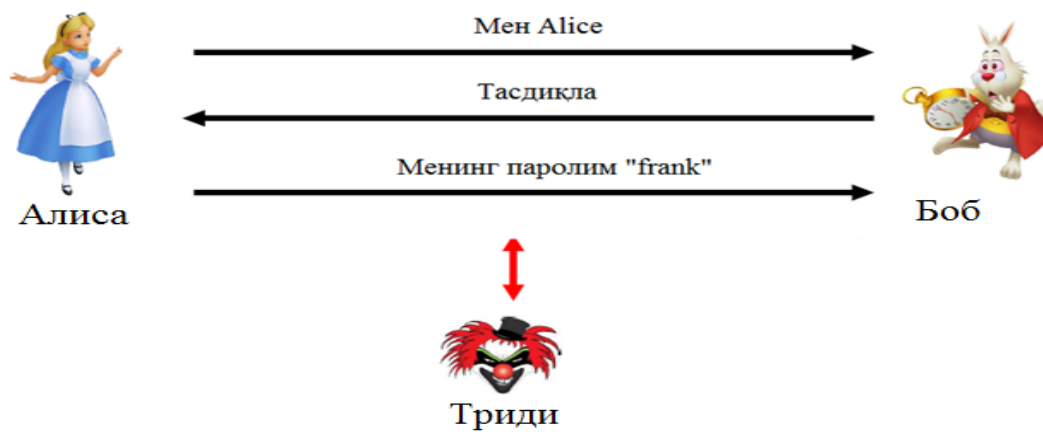 Мен Alice
Тасдиқла
Менинг паролим "frank"
Алиса
Боб
Триди